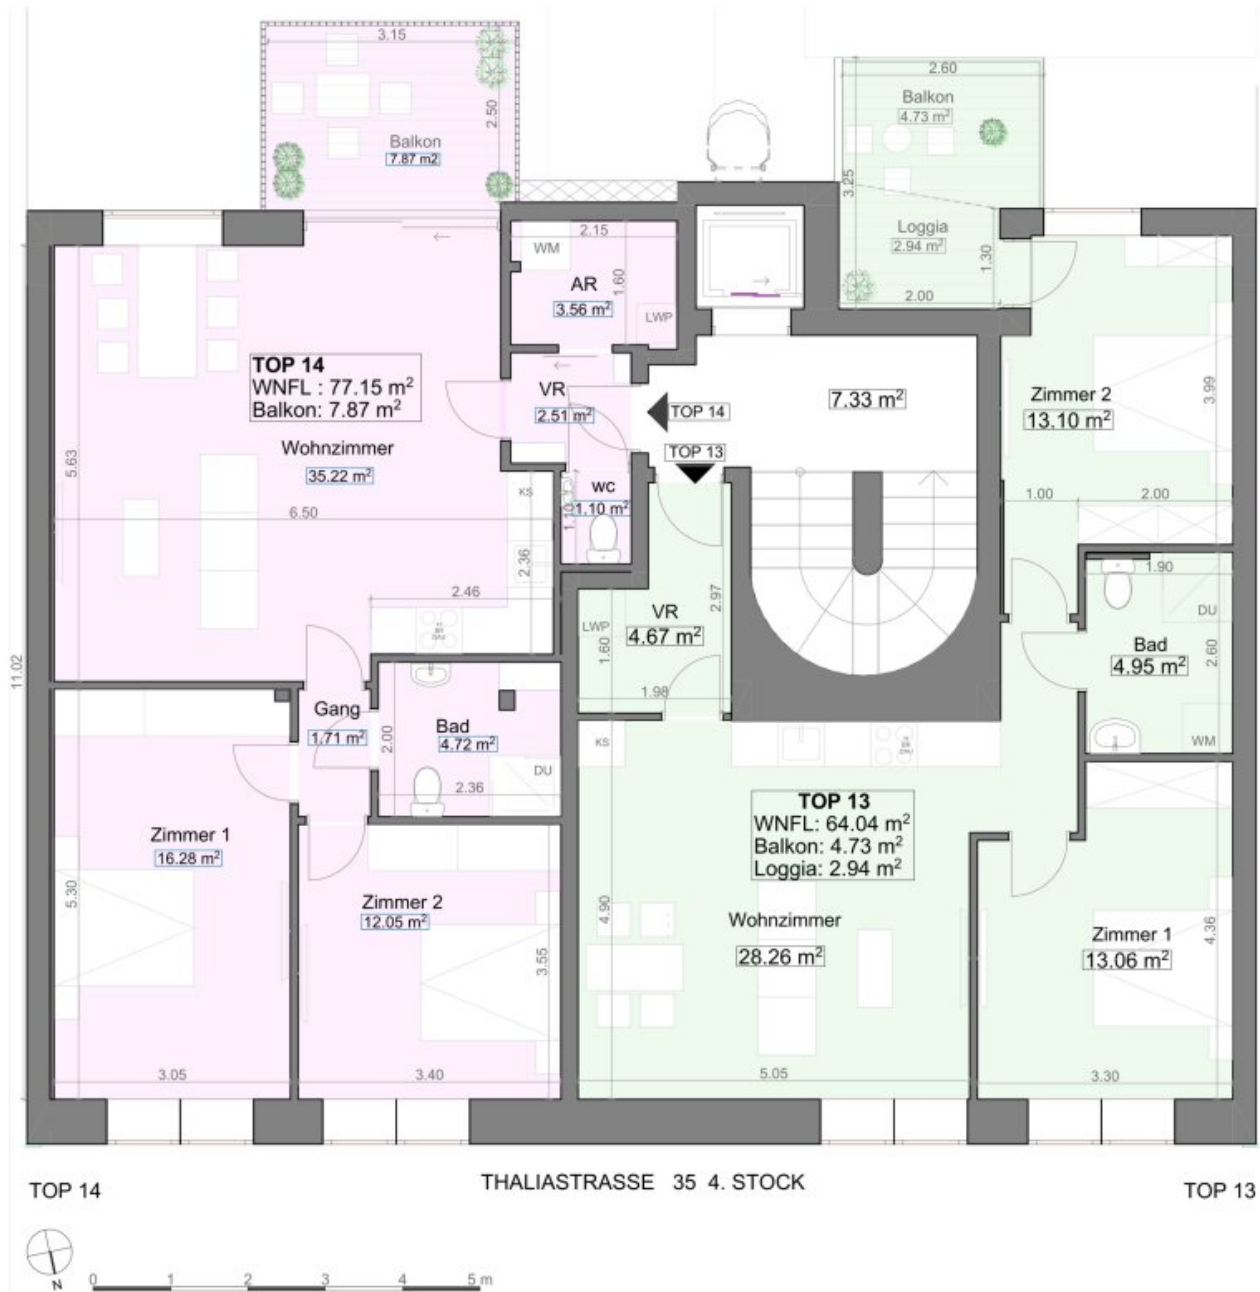 3.15
2.50
Balkon
7.87 m2
2.60
Balkon
4.73 m²
3.25
Loggia
2.94 m²
1.30
2.00
WM
2.15
AR
3.56 m²
1.60
LWP
TOP 14
WNFL : 77.15 m²
Balkon: 7.87 m²
Wohnzimmer
35.22 m²
5.63
6.50
VR
2.51 m²
TOP 14
TOP 13
7.33 m²
Zimmer 2
13.10 m²
3.99
1.00
2.00
KS
wc
1.10 m²
1.10
2.36
2.46
LWP
VR
4.67 m²
2.97
1.60
1.98
1.90
DU
Bad
4.95 m²
2.60
WM
11.02
Gang
1.71 m²
2.00
Bad
4.72 m²
2.36
DU
KS
TOP 13
WNFL: 64.04 m²
Balkon: 4.73 m²
Loggia: 2.94 m²
Wohnzimmer
28.26 m²
4.90
5.05
Zimmer 1
16.28 m²
5.30
3.05
Zimmer 2
12.05 m²
3.55
3.40
Zimmer 1
13.06 m²
4.36
3.30
TOP 14
THALIASTRASSE 35 4. STOCK
TOP 13
N
0 1 2 3 4 5 m